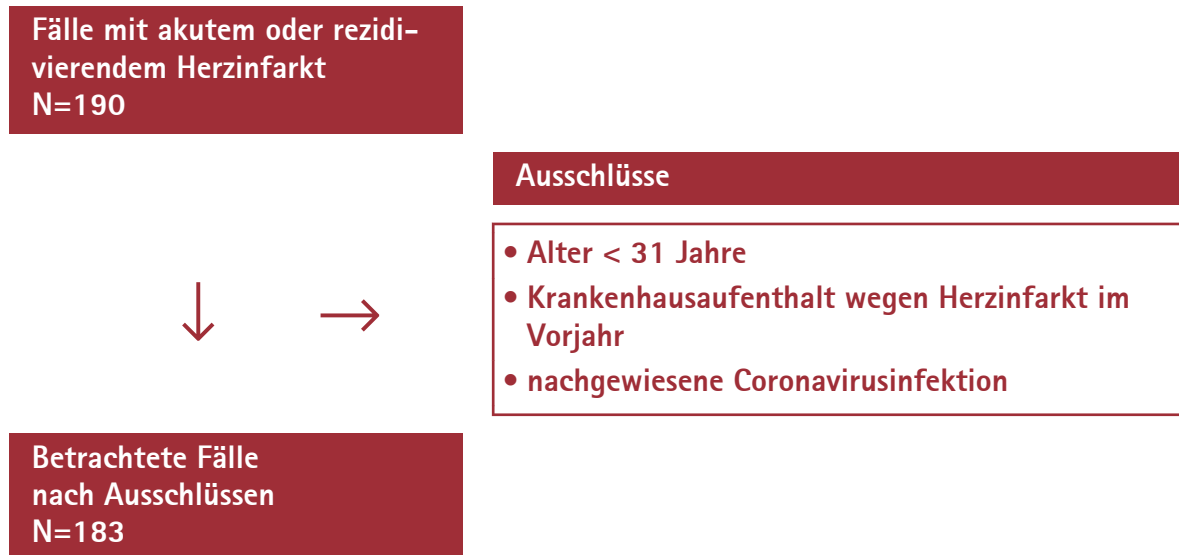 Fälle mit akutem oder rezidi-
vierendem Herzinfarkt
N=190
Ausschlüsse
• Alter < 31 Jahre
• Krankenhausaufenthalt wegen Herzinfarkt im
Vorjahr
• nachgewiesene Coronavirusinfektion
Betrachtete Fälle
nach Ausschlüssen
N=183